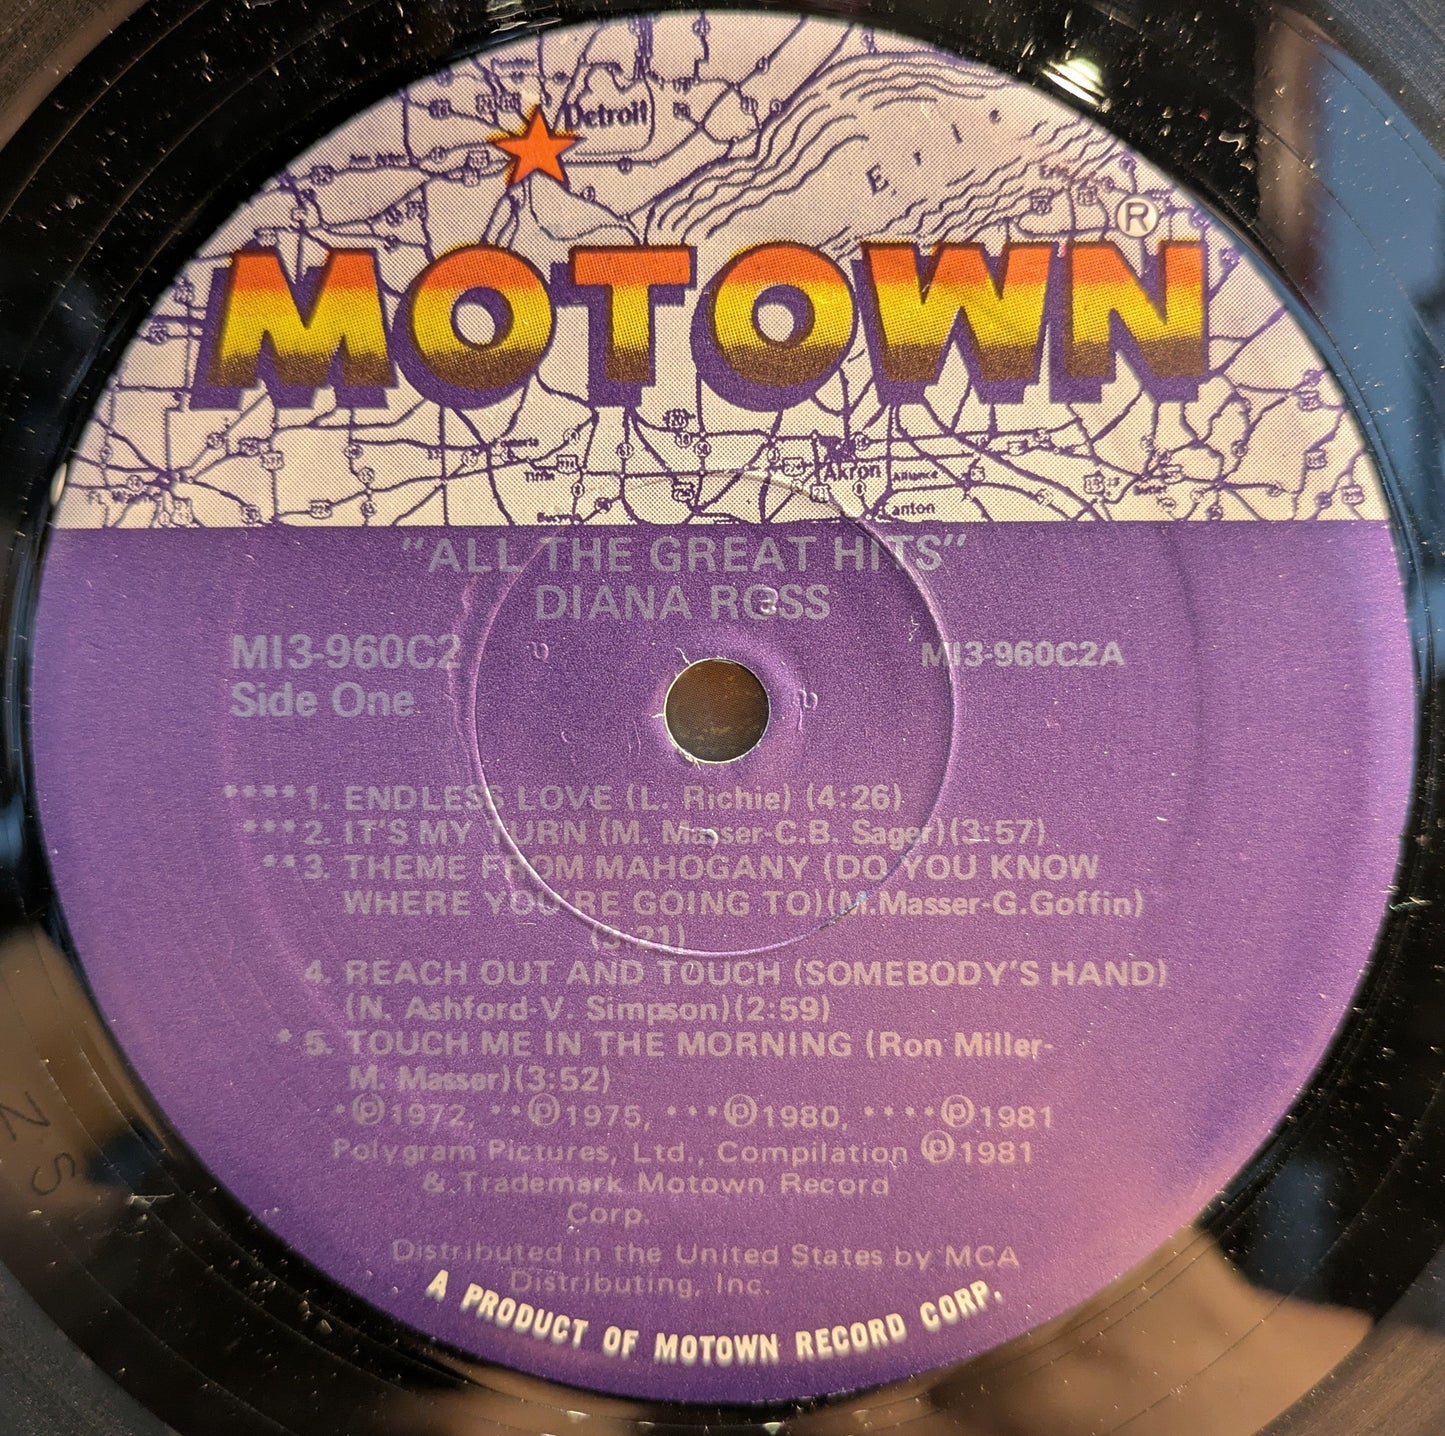 Detroit
Erie
®
MOTOWN
Akron
Alliance
Canton
"ALL THE GREAT HITS"
DIANA ROSS
MI3-960C2
MI3-960C2A
Side One
**** 1. ENDLESS LOVE (L. Richie) (4:26)
*** 2. IT'S MY TURN (M. Masser-C.B. Sager)(3:57)
** 3. THEME FROM MAHOGANY (DO YOU KNOW
WHERE YOU'RE GOING TO)(M.Masser-G.Goffin)
(3:21)
4. REACH OUT AND TOUCH (SOMEBODY'S HAND)
(N. Ashford-V. Simpson)(2:59)
* 5. TOUCH ME IN THE MORNING (Ron Miller-
M. Masser)(3:52)
*℗1972, **℗1975, ***℗1980, ****℗1981
Polygram Pictures, Ltd., Compilation ℗1981
& Trademark Motown Record
Corp.
Distributed in the United States by MCA
Distributing, Inc.
A PRODUCT OF MOTOWN RECORD CORP.